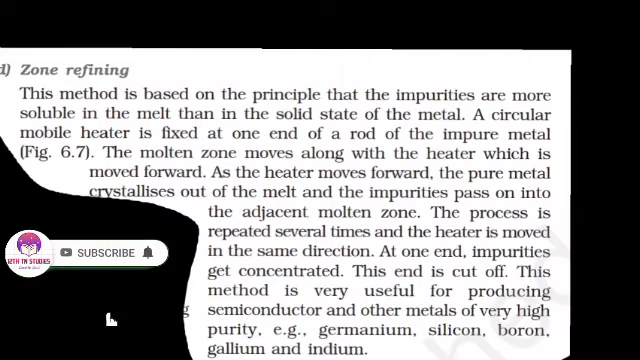 d) Zone refining
This method is based on the principle that the impurities are more
soluble in the melt than in the solid state of the metal. A circular
mobile heater is fixed at one end of a rod of the impure metal
(Fig. 6.7). The molten zone moves along with the heater which is
moved forward. As the heater moves forward, the pure metal
crystallises out of the melt and the impurities pass on into
the adjacent molten zone. The process is
repeated several times and the heater is moved
in the same direction. At one end, impurities
get concentrated. This end is cut off. This
method is very useful for producing
semiconductor and other metals of very high
purity, e.g., germanium, silicon, boron,
gallium and indium.
12TH TN STUDIES
SUBSCRIBE